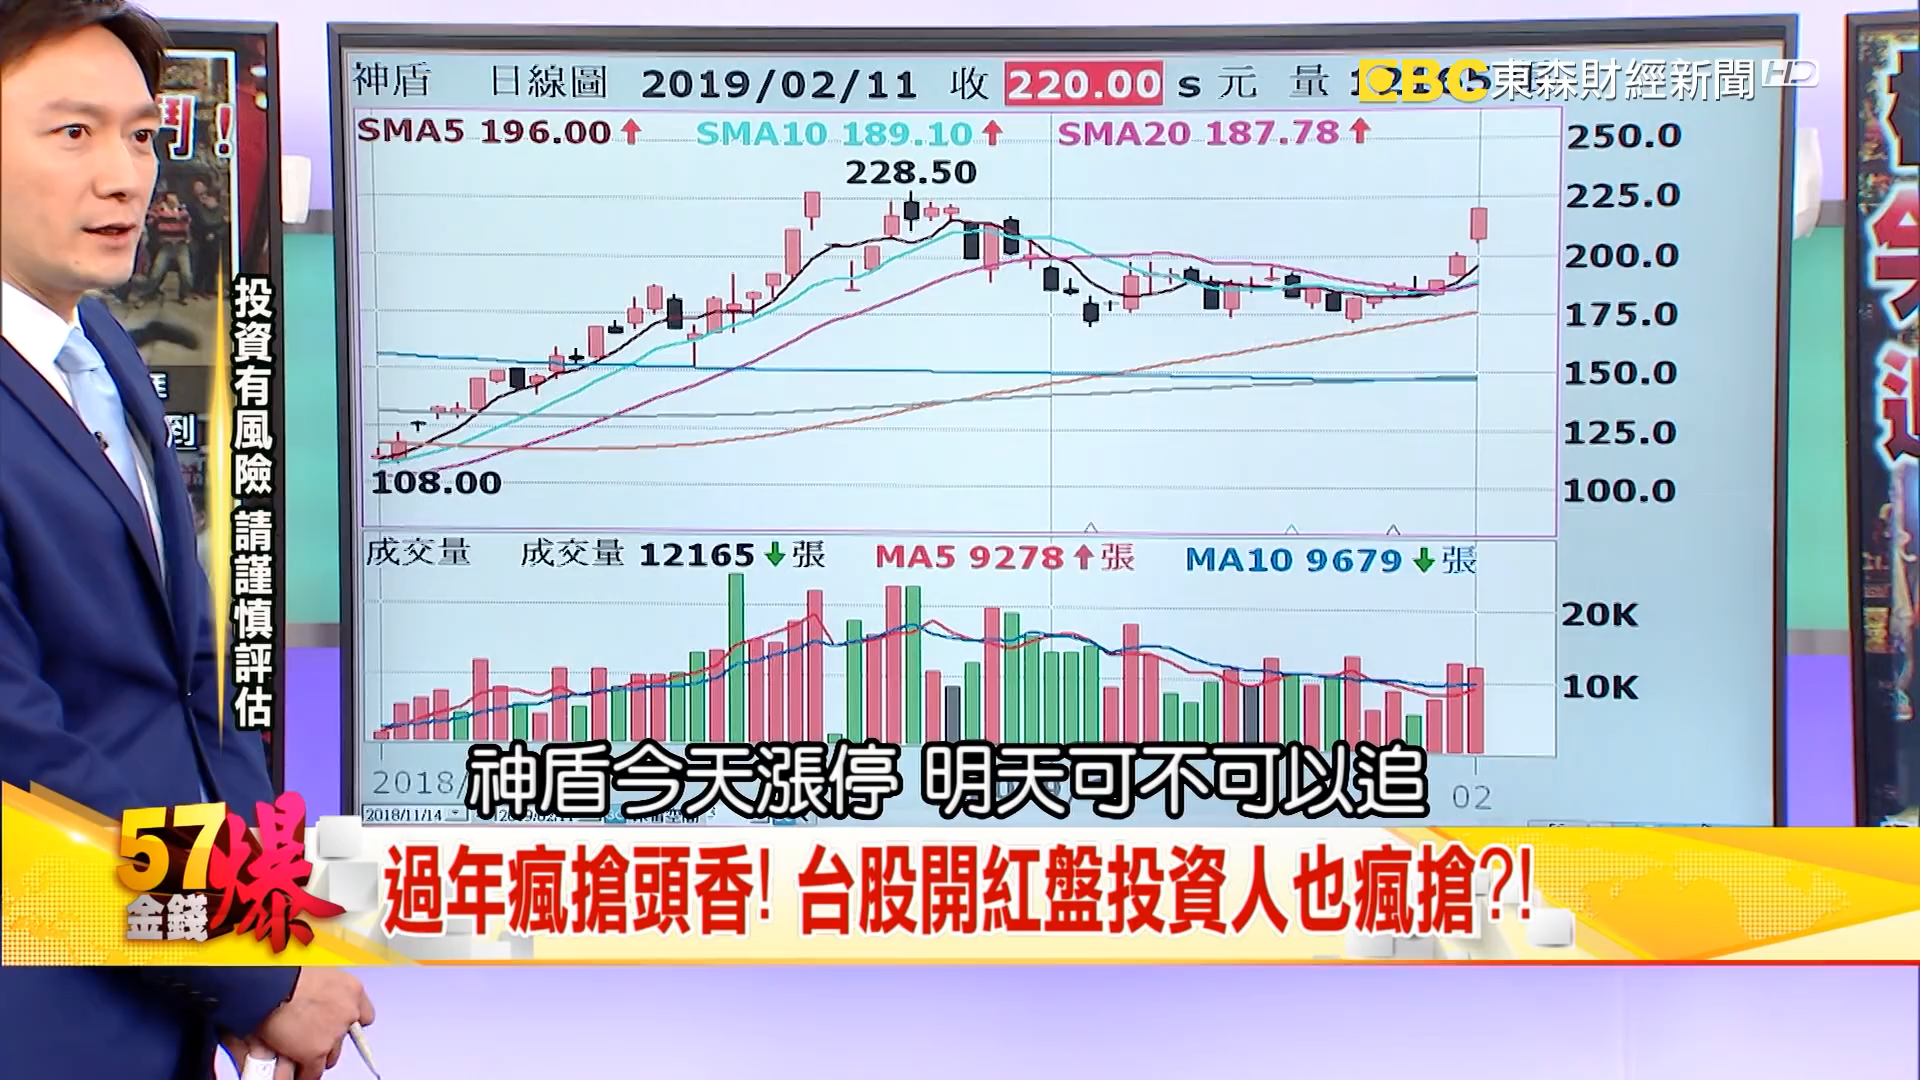 神盾 日線圖 2019/02/11 收 220.00 s 元 量
EBC 東森財經新聞 HD
SMA5 196.00↑ SMA10 189.10↑ SMA20 187.78↑
228.50
108.00
250.0
225.0
200.0
175.0
150.0
125.0
100.0
成交量 成交量 12165↓張 MA5 9278↑張 MA10 9679↓張
20K
10K
2018/
02
2018/11/14
到
投資有風險 請謹慎評估
神盾今天漲停 明天可不可以追
57金錢爆
過年瘋搶頭香! 台股開紅盤投資人也瘋搶?!